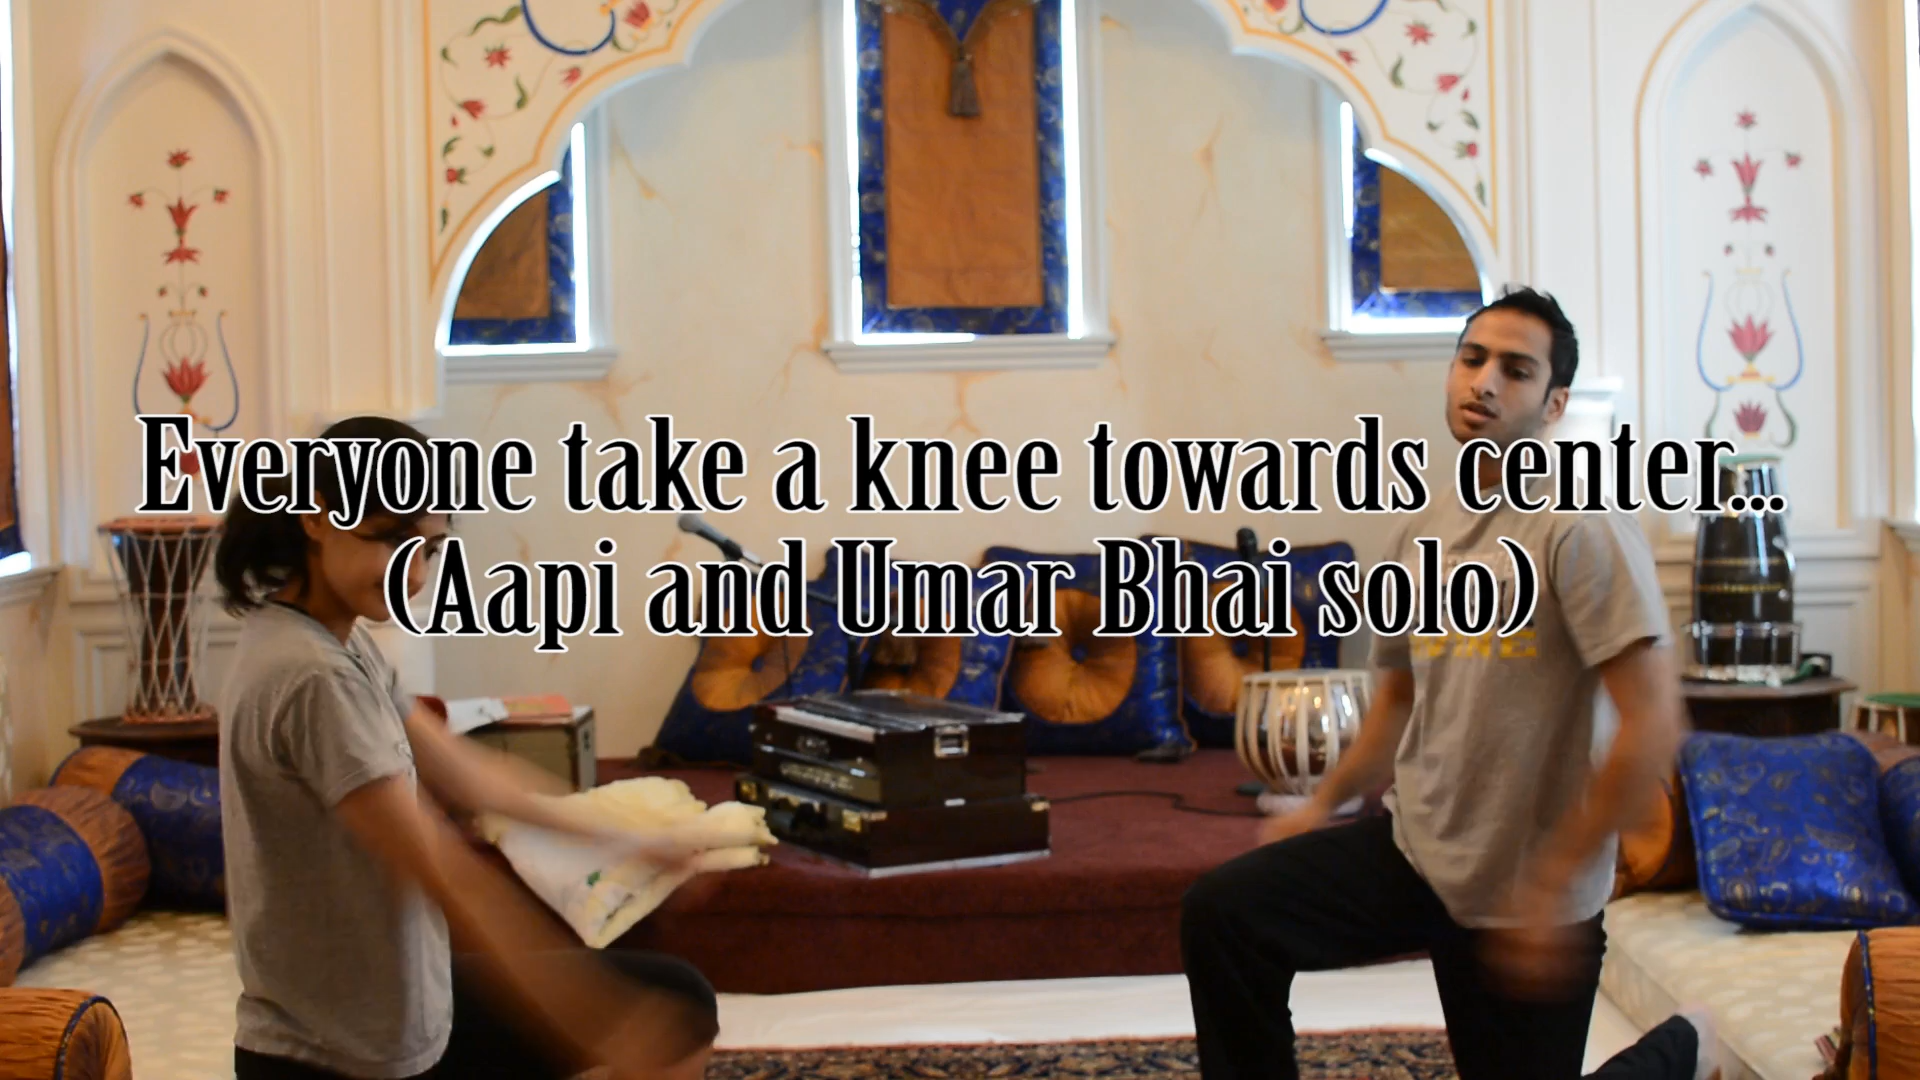 Everyone take a knee towards center...
(Aapi and Umar Bhai solo)